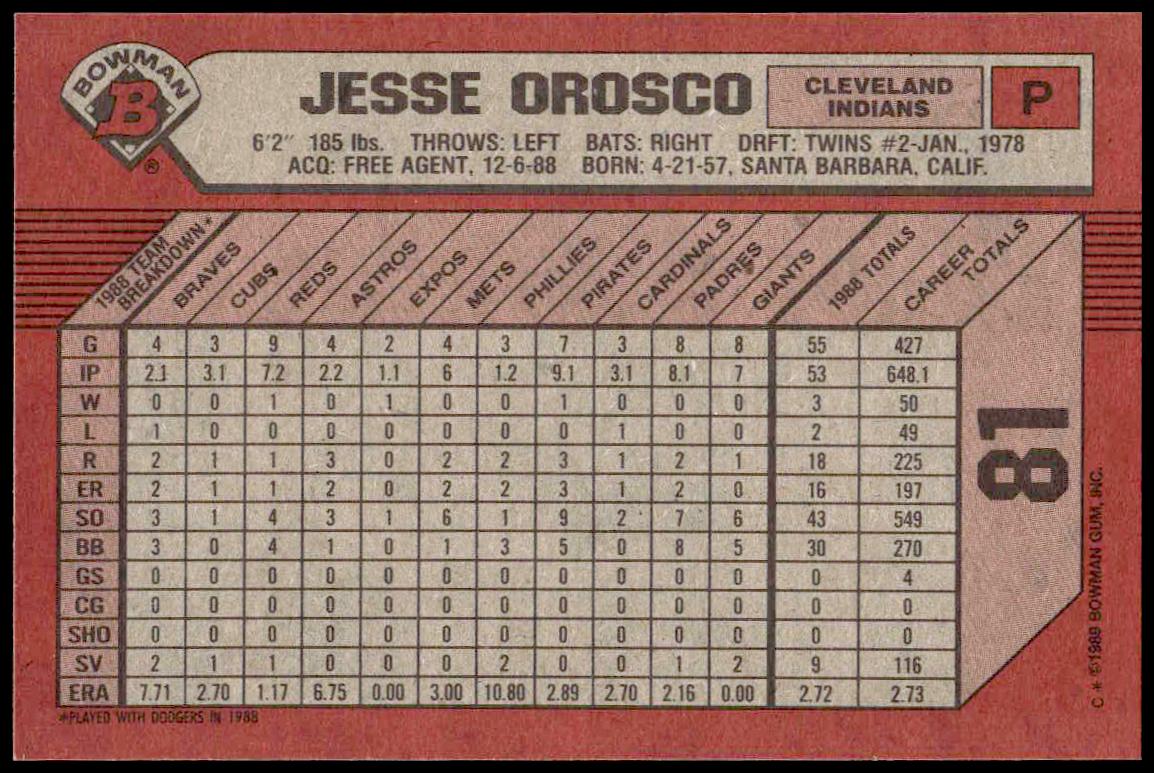 BOWMAN
B
®
JESSE OROSCO
CLEVELAND
INDIANS
P
6'2" 185 lbs. THROWS: LEFT BATS: RIGHT DRFT: TWINS #2-JAN., 1978
ACQ: FREE AGENT, 12-6-88 BORN: 4-21-57, SANTA BARBARA, CALIF.
1988 TEAM BREAKDOWN* BRAVES CUBS REDS ASTROS EXPOS METS PHILLIES PIRATES CARDINALS PADRES GIANTS 1988 TOTALS CAREER TOTALS
G 4 3 9 4 2 4 3 7 3 8 8 55 427
IP 2.1 3.1 7.2 2.2 1.1 6 1.2 9.1 3.1 8.1 7 53 648.1
W 0 0 1 0 1 0 0 1 0 0 0 3 50
L 1 0 0 0 0 0 0 0 1 0 0 2 49
R 2 1 1 3 0 2 2 3 1 2 1 18 225
ER 2 1 1 2 0 2 2 3 1 2 0 16 197
SO 3 1 4 3 1 6 1 9 2 7 6 43 549
BB 3 0 4 1 0 1 3 5 0 8 5 30 270
GS 0 0 0 0 0 0 0 0 0 0 0 0 4
CG 0 0 0 0 0 0 0 0 0 0 0 0 0
SHO 0 0 0 0 0 0 0 0 0 0 0 0 0
SV 2 1 1 0 0 0 2 0 0 1 2 9 116
ERA 7.71 2.70 1.17 6.75 0.00 3.00 10.80 2.89 2.70 2.16 0.00 2.72 2.73
*PLAYED WITH DODGERS IN 1988
81
C * ©1989 BOWMAN GUM, INC.